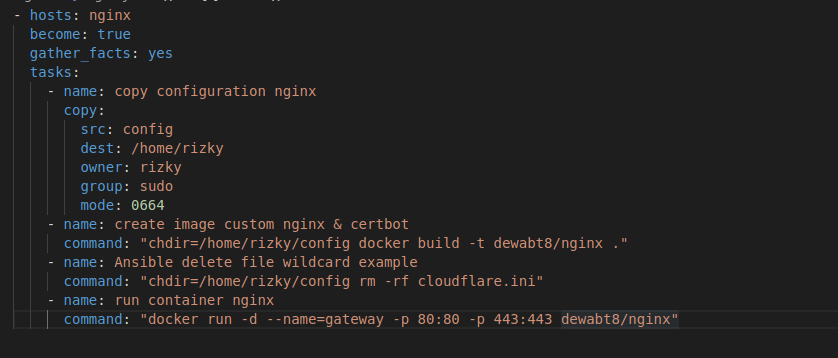 - hosts: nginx
  become: true
  gather_facts: yes
  tasks:
    - name: copy configuration nginx
      copy:
        src: config
        dest: /home/rizky
        owner: rizky
        group: sudo
        mode: 0664
    - name: create image custom nginx & certbot
      command: "chdir=/home/rizky/config docker build -t dewabt8/nginx ."
    - name: Ansible delete file wildcard example
      command: "chdir=/home/rizky/config rm -rf cloudflare.ini"
    - name: run container nginx
      command: "docker run -d --name=gateway -p 80:80 -p 443:443 dewabt8/nginx"